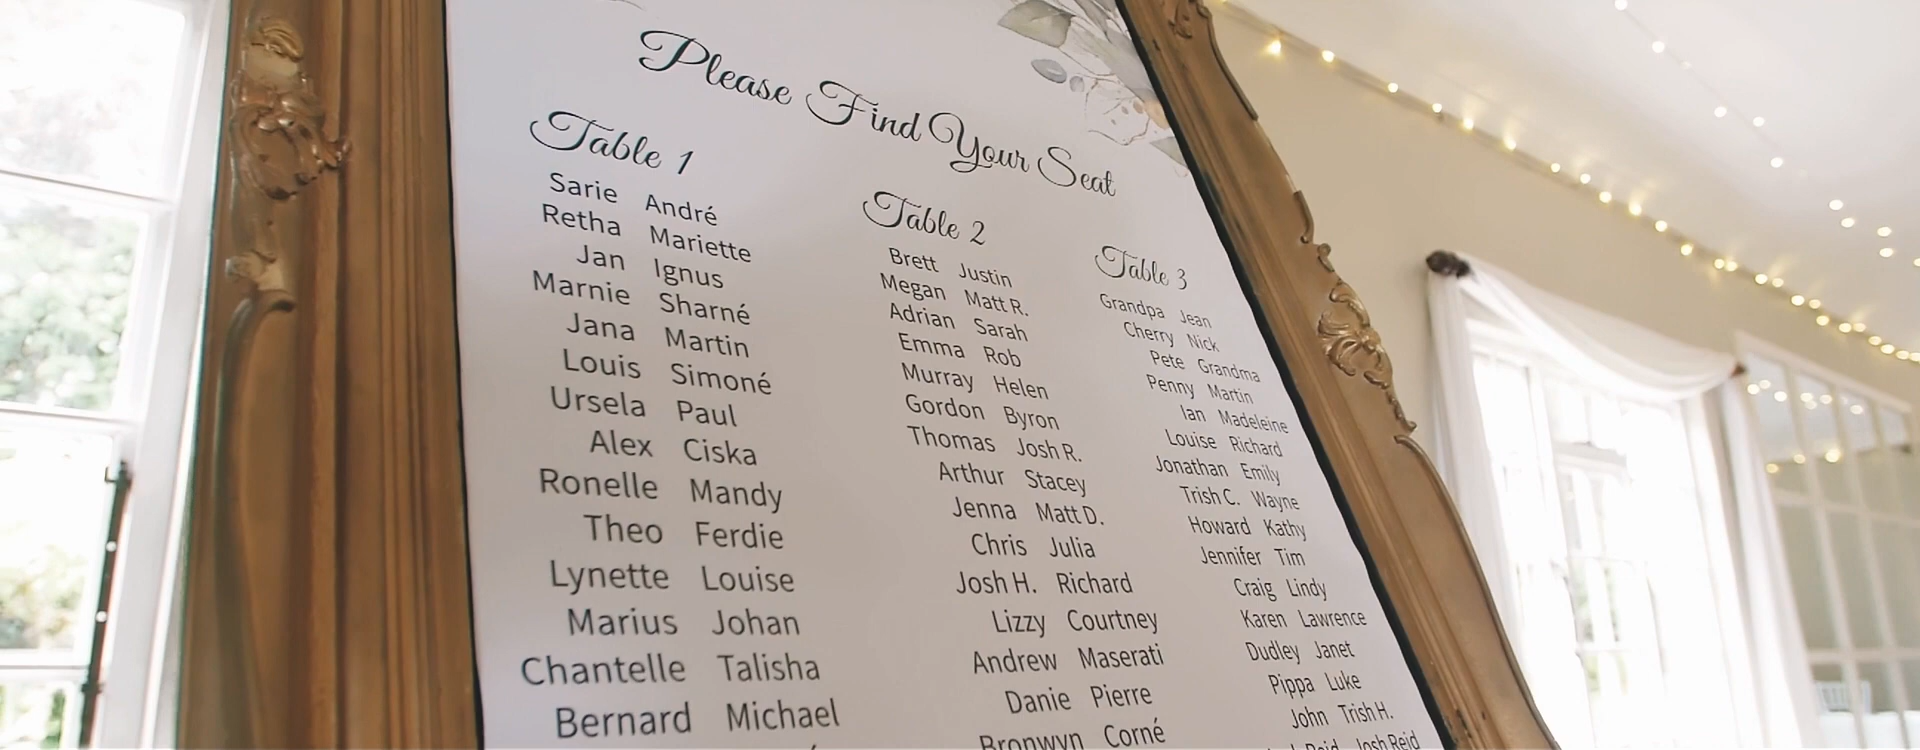 Please Find Your Seat
Table 1
Sarie André
Retha Mariette
Jan Ignus
Marnie Sharné
Jana Martin
Louis Simoné
Ursela Paul
Alex Ciska
Ronelle Mandy
Theo Ferdie
Lynette Louise
Marius Johan
Chantelle Talisha
Bernard Michael
Table 2
Brett Justin
Megan Matt R.
Adrian Sarah
Emma Rob
Murray Helen
Gordon Byron
Thomas Josh R.
Arthur Stacey
Jenna Matt D.
Chris Julia
Josh H. Richard
Lizzy Courtney
Andrew Maserati
Danie Pierre
Bronwyn Corné
Table 3
Grandpa Jean
Cherry Nick
Pete Grandma
Penny Martin
Ian Madeleine
Louise Richard
Jonathan Emily
Trish C. Wayne
Howard Kathy
Jennifer Tim
Craig Lindy
Karen Lawrence
Dudley Janet
Pippa Luke
John Trish H.
Reid Josh Reid